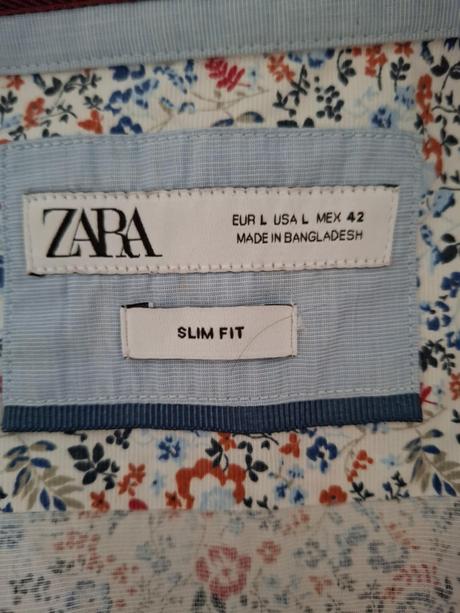 ZARA
EUR L USA L MEX 42
MADE IN BANGLADESH
SLIM FIT